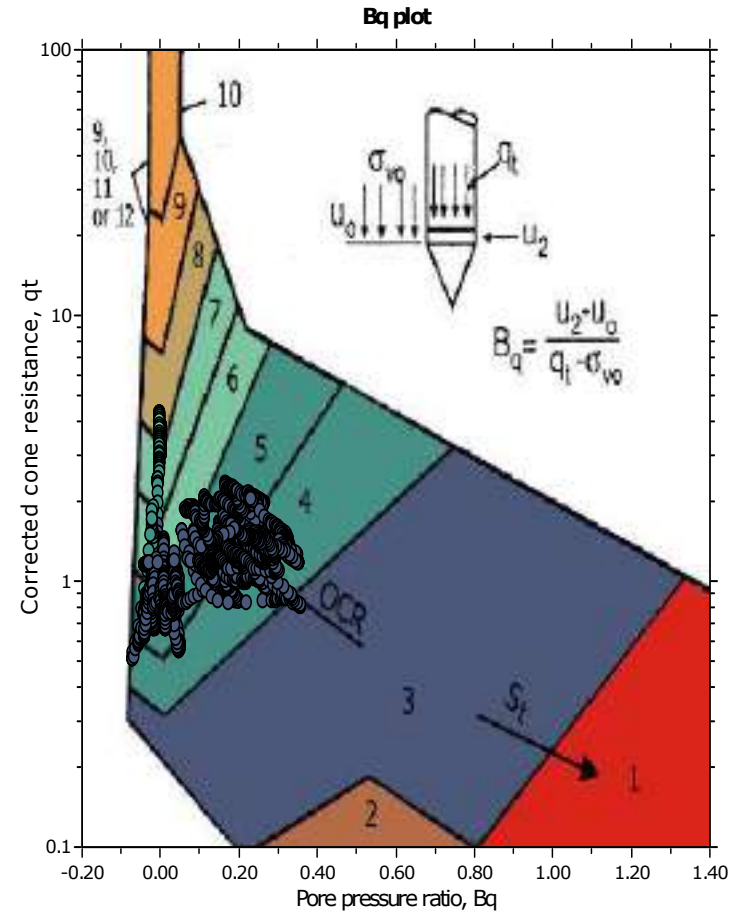 Bq plot
100
10
9,
10,
11
or 12
9
8
7
6
5
4
3
2
1
σvo
qt
uo
u2
Bq= u2-uo
qt-σvo
OCR
St
10
1
0.1
Corrected cone resistance, qt
-0.20 0.00 0.20 0.40 0.60 0.80 1.00 1.20 1.40
Pore pressure ratio, Bq